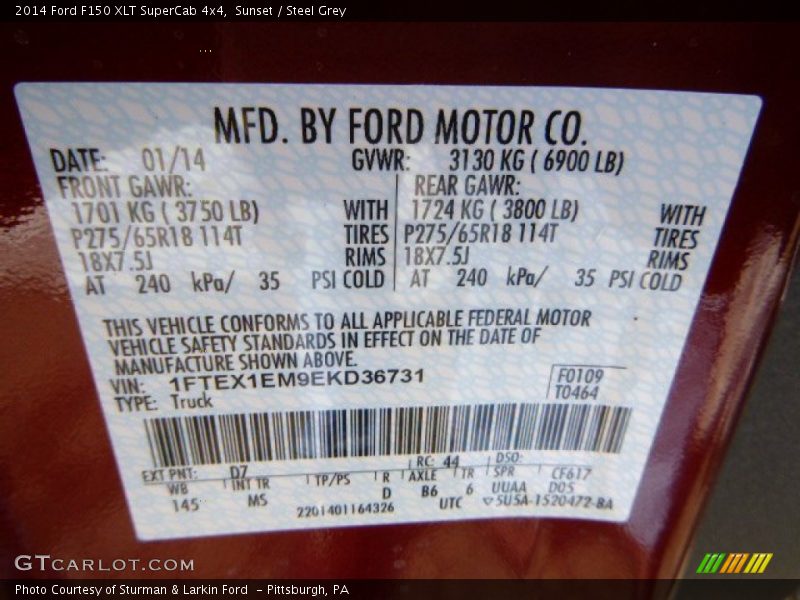 2014 Ford F150 XLT SuperCab 4x4,  Sunset / Steel Grey
...
MFD. BY FORD MOTOR CO.
DATE: 01/14 GVWR: 3130 KG ( 6900 LB)
FRONT GAWR: REAR GAWR:
1701 KG ( 3750 LB) WITH 1724 KG ( 3800 LB) WITH
P275/65R18 114T TIRES P275/65R18 114T TIRES
18X7.5J RIMS 18X7.5J RIMS
AT 240 kPa/ 35 PSI COLD AT 240 kPa/ 35 PSI COLD
THIS VEHICLE CONFORMS TO ALL APPLICABLE FEDERAL MOTOR
VEHICLE SAFETY STANDARDS IN EFFECT ON THE DATE OF
MANUFACTURE SHOWN ABOVE.
VIN: 1FTEX1EM9EKD36731 F0109
TYPE: Truck T0464
EXT PNT: D7 RC: 44 DSO:
WB INT TR TP/PS R AXLE TR SPR CF617
145 MS D B6 6 UUAA DOS
2201401164326 UTC ▽5U5A-1520472-BA
GTCARLOT.COM
Photo Courtesy of Sturman & Larkin Ford  - Pittsburgh, PA